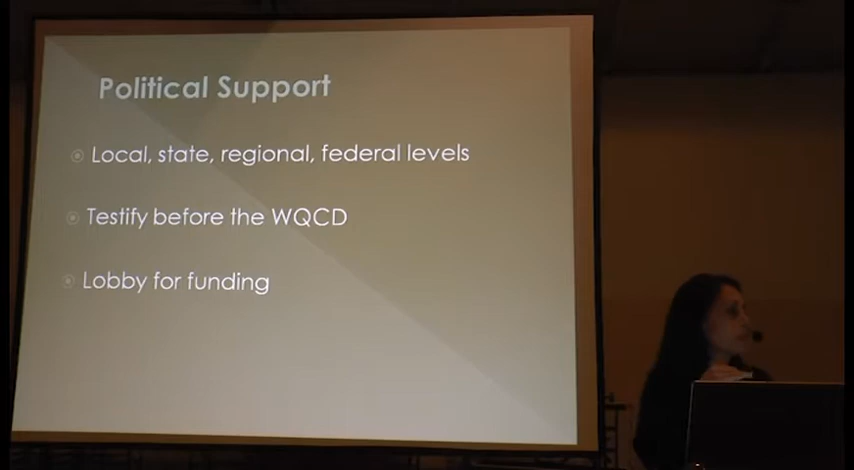 Political Support
Local, state, regional, federal levels
Testify before the WQCD
Lobby for funding